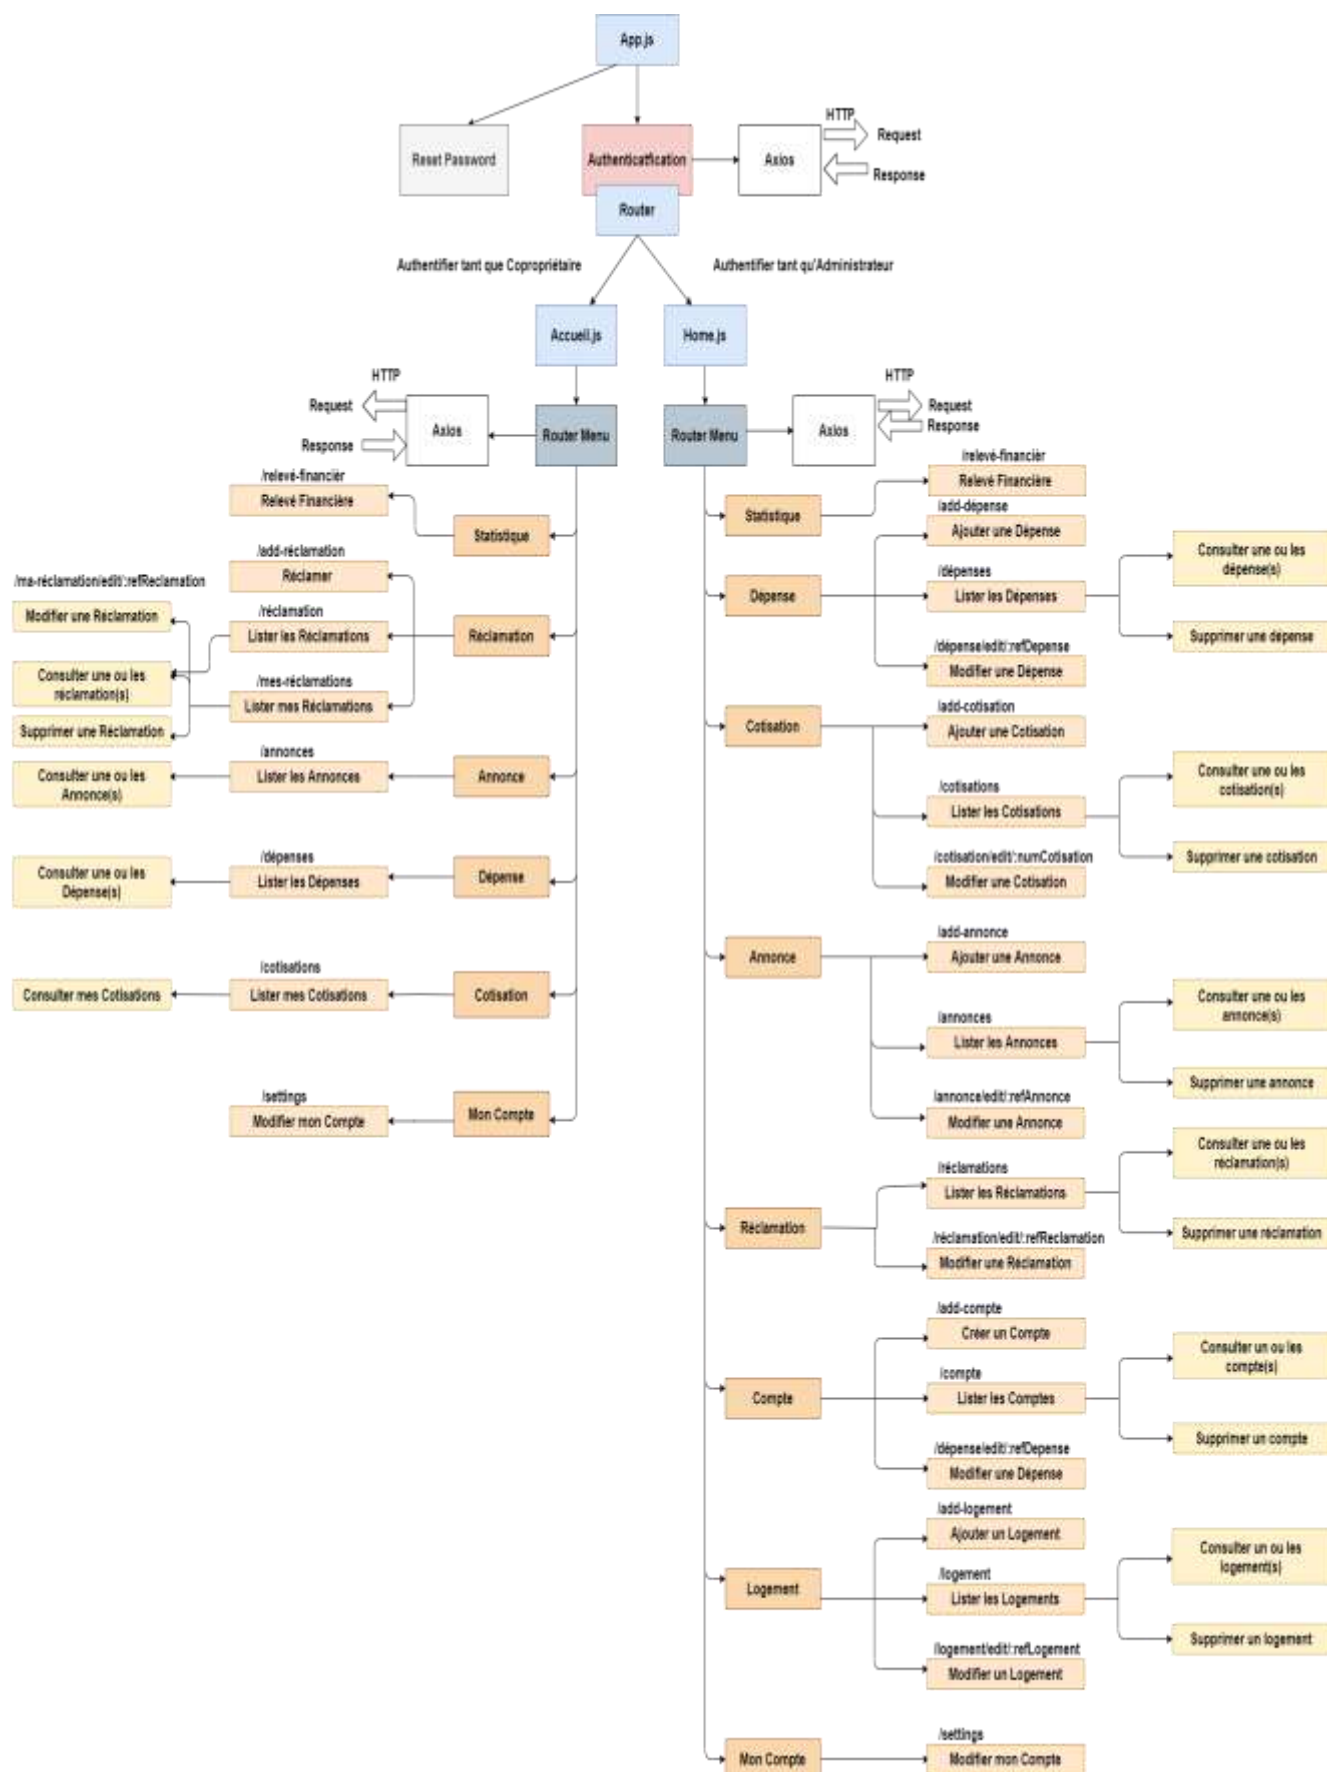 App.js
Reset Password
Authenticatfication
Axios
HTTP
Request
Response
Router
Authentifier tant que Copropriétaire
Authentifier tant qu'Administrateur
Accueil.js
Home.js
HTTP
Request
Response
Axios
Router Menu
Router Menu
Axios
HTTP
Request
Response
/relevé-financièr
Relevé Financière
Statistique
/add-réclamation
Réclamer
/ma-réclamation/edit/:refReclamation
Modifier une Réclamation
/réclamation
Lister les Réclamations
Réclamation
Consulter une ou les
réclamation(s)
/mes-réclamations
Lister mes Réclamations
Supprimer une Réclamation
/annonces
Lister les Annonces
Annonce
Consulter une ou les
Annonce(s)
/dépenses
Lister les Dépenses
Dépense
Consulter une ou les
Dépense(s)
/cotisations
Lister mes Cotisations
Cotisation
Consulter mes Cotisations
/settings
Modifier mon Compte
Mon Compte
/relevé-financièr
Relevé Financière
Statistique
/add-dépense
Ajouter une Dépense
Dépense
/dépenses
Lister les Dépenses
Consulter une ou les
dépense(s)
Supprimer une dépense
/dépense/edit/:refDepense
Modifier une Dépense
Cotisation
/add-cotisation
Ajouter une Cotisation
/cotisations
Lister les Cotisations
Consulter une ou les
cotisation(s)
Supprimer une cotisation
/cotisation/edit/:numCotisation
Modifier une Cotisation
Annonce
/add-annonce
Ajouter une Annonce
/annonces
Lister les Annonces
Consulter une ou les
annonce(s)
Supprimer une annonce
/annonce/edit/:refAnnonce
Modifier une Annonce
Réclamation
/réclamations
Lister les Réclamations
Consulter une ou les
réclamation(s)
Supprimer une réclamation
/réclamation/edit/:refReclamation
Modifier une Réclamation
Compte
/add-compte
Créer un Compte
/compte
Lister les Comptes
Consulter un ou les
compte(s)
Supprimer un compte
/dépense/edit/:refDepense
Modifier une Dépense
Logement
/add-logement
Ajouter un Logement
/logement
Lister les Logements
Consulter un ou les
logement(s)
Supprimer un logement
/logement/edit/:refLogement
Modifier un Logement
Mon Compte
/settings
Modifier mon Compte